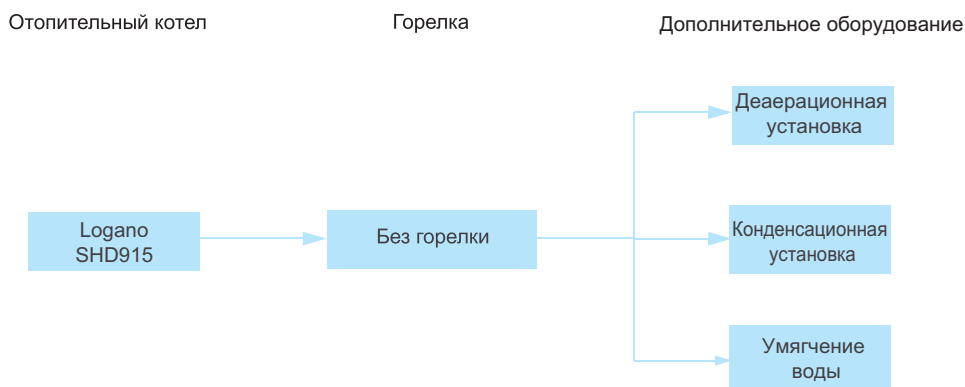 Отопительный котел
Горелка
Дополнительное оборудование
Деаерационная
установка
Logano
SHD915
Без горелки
Конденсационная
установка
Умягчение
воды